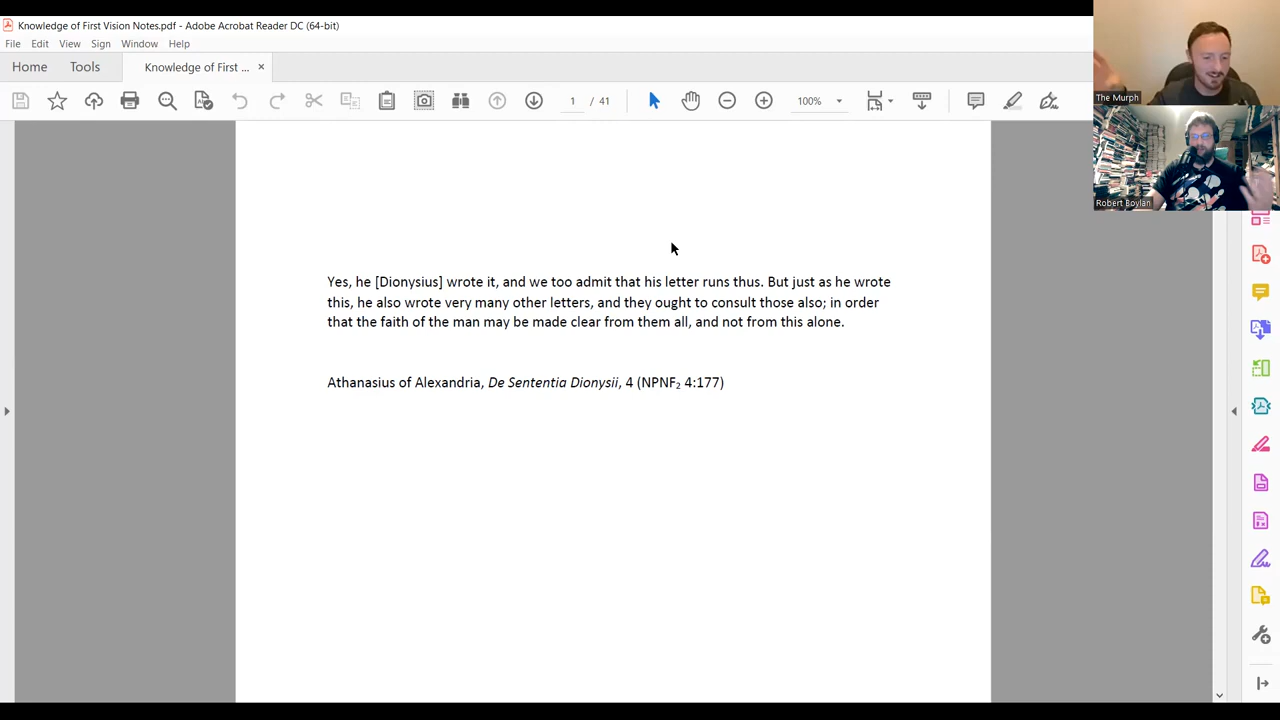 Knowledge of First Vision Notes.pdf - Adobe Acrobat Reader DC (64-bit)
File Edit View Sign Window Help
Home Tools Knowledge of First ... ×
1 / 41 100%
The Murph
Robert Boylan
Yes, he [Dionysius] wrote it, and we too admit that his letter runs thus. But just as he wrote
this, he also wrote very many other letters, and they ought to consult those also; in order
that the faith of the man may be made clear from them all, and not from this alone.
Athanasius of Alexandria, De Sententia Dionysii, 4 (NPNF₂ 4:177)